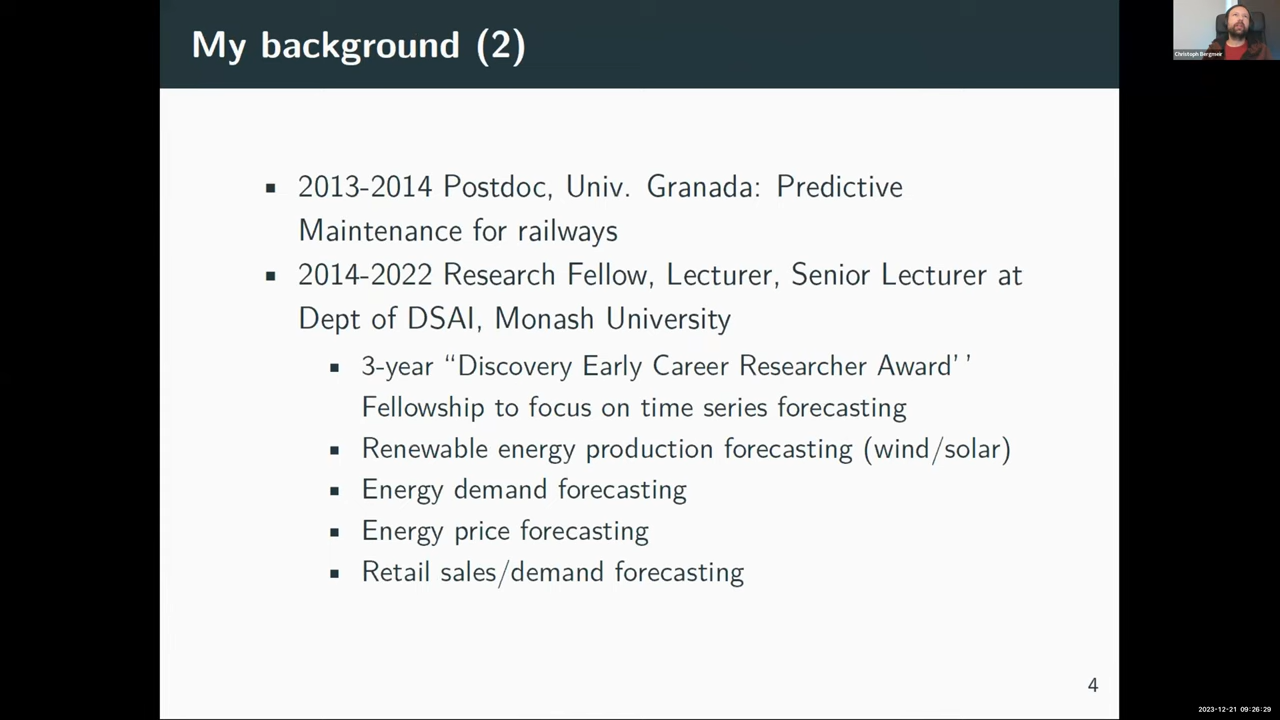 My background (2)
Christoph Bergmeir
2013-2014 Postdoc, Univ. Granada: Predictive
Maintenance for railways
2014-2022 Research Fellow, Lecturer, Senior Lecturer at
Dept of DSAI, Monash University
3-year “Discovery Early Career Researcher Award’’
Fellowship to focus on time series forecasting
Renewable energy production forecasting (wind/solar)
Energy demand forecasting
Energy price forecasting
Retail sales/demand forecasting
4
2023-12-21 09:26:29